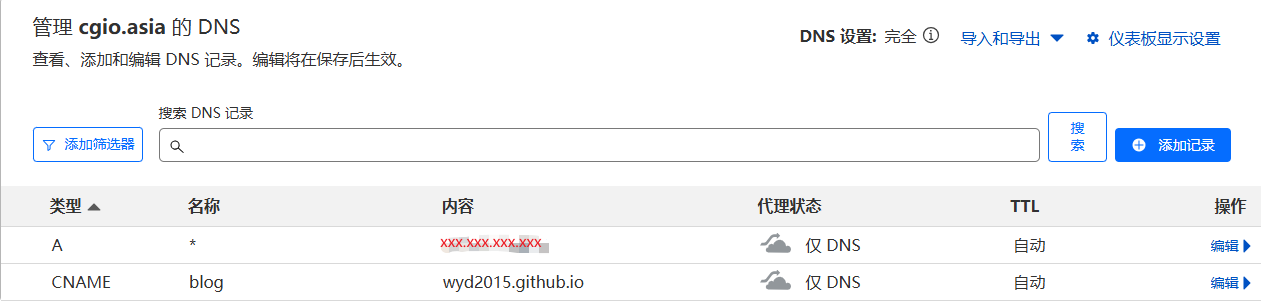 管理 cgio.asia 的 DNS
DNS 设置: 完全 导入和导出 仪表板显示设置
查看、添加和编辑 DNS 记录。编辑将在保存后生效。
搜索 DNS 记录
添加筛选器 搜索 添加记录
类型 名称 内容 代理状态 TTL 操作
A * xxx.xxx.xxx.xxx 仅 DNS 自动 编辑
CNAME blog wyd2015.github.io 仅 DNS 自动 编辑